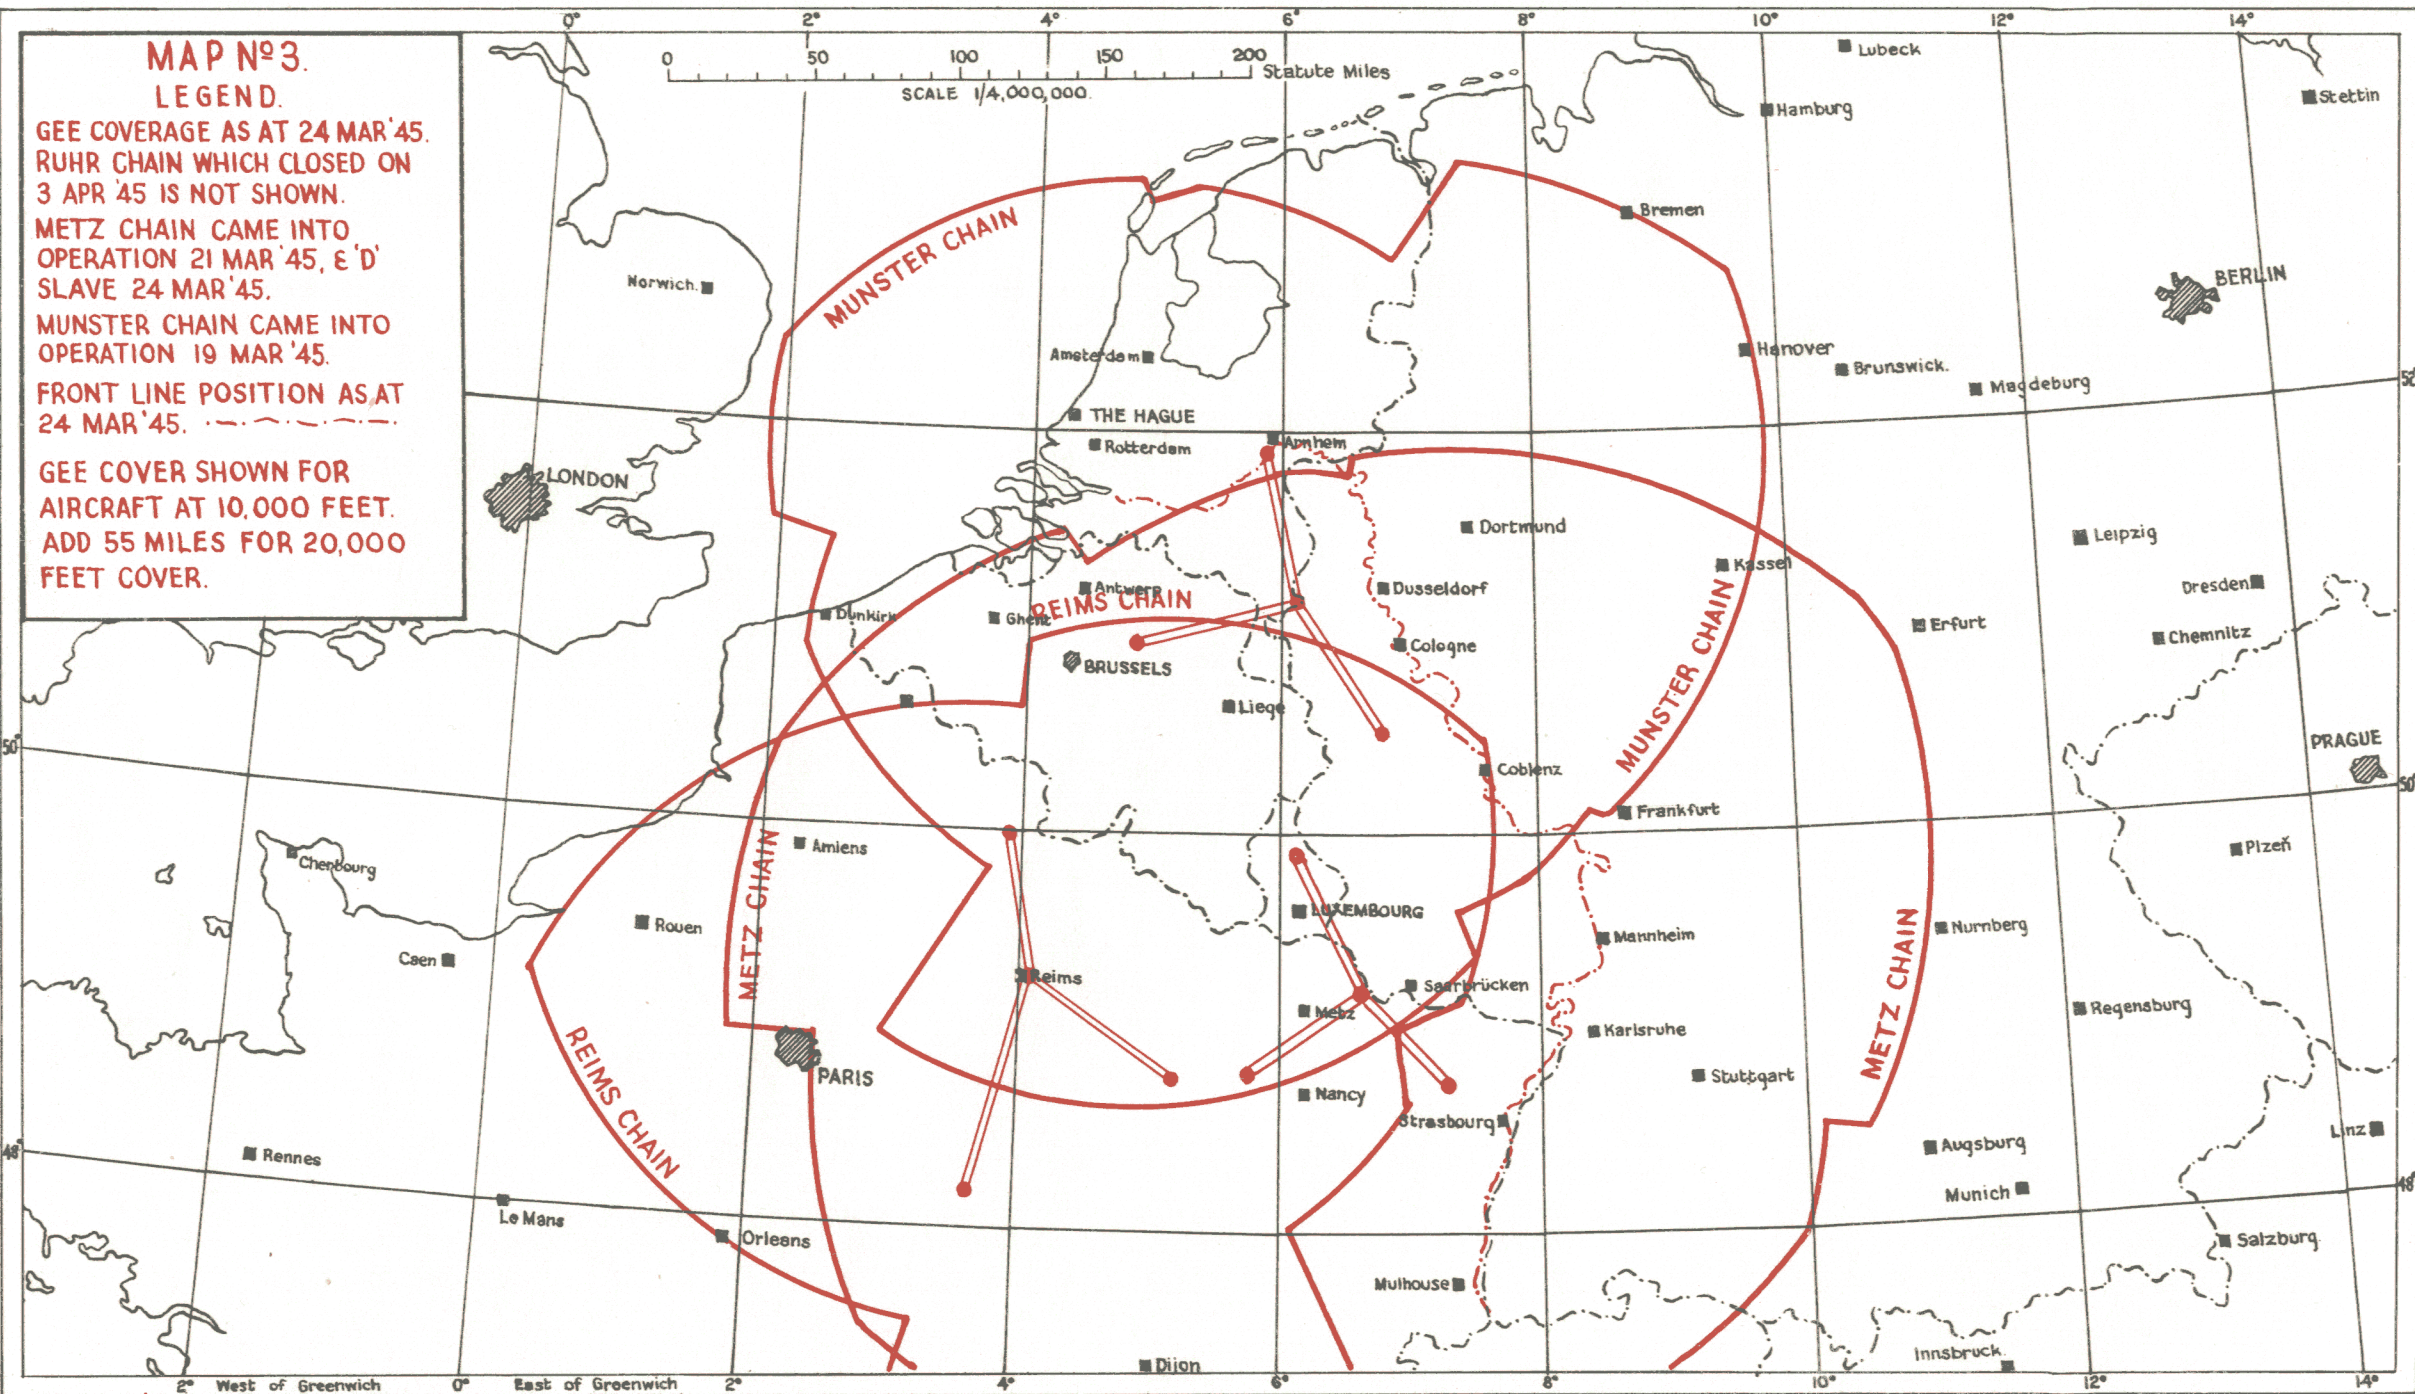 0° 2° 4° 6° 8° 10° 12° 14°
MAP Nº3.
LEGEND.
GEE COVERAGE AS AT 24 MAR '45.
RUHR CHAIN WHICH CLOSED ON
3 APR '45 IS NOT SHOWN.
METZ CHAIN CAME INTO
OPERATION 21 MAR '45, & 'D'
SLAVE 24 MAR '45.
MUNSTER CHAIN CAME INTO
OPERATION 19 MAR '45.
FRONT LINE POSITION AS AT
24 MAR '45.
GEE COVER SHOWN FOR
AIRCRAFT AT 10,000 FEET.
ADD 55 MILES FOR 20,000
FEET COVER.
0 50 100 150 200 Statute Miles
SCALE 1/4,000,000.
Lubeck
Stettin
Hamburg
Bremen
MUNSTER CHAIN
Norwich.
BERLIN
Amsterdam
Hanover
Brunswick.
Magdeburg
52°
THE HAGUE
Rotterdam
Arnhem
LONDON
Dortmund
Leipzig
Kassel
Dresden
Antwerp
Dusseldorf
REIMS CHAIN
Dunkirk
Ghent
Erfurt
Chemnitz
Cologne
BRUSSELS
MUNSTER CHAIN
Liege
50°
PRAGUE
Coblenz
50°
Frankfurt
Amiens
Plzeň
Cherbourg
METZ CHAIN
LUXEMBOURG
Rouen
Mannheim
Nurnberg
Caen
Reims
Saarbrücken
METZ CHAIN
Metz
Regensburg
Karlsruhe
REIMS CHAIN
PARIS
Stuttgart
Nancy
Strasbourg
Linz
48°
Rennes
Augsburg
Munich
48°
Le Mans
Orleans
Salzburg
Mulhouse
Innsbruck.
Dijon
2° West of Greenwich 0° East of Greenwich 2° 4° 6° 8° 10° 12° 14°